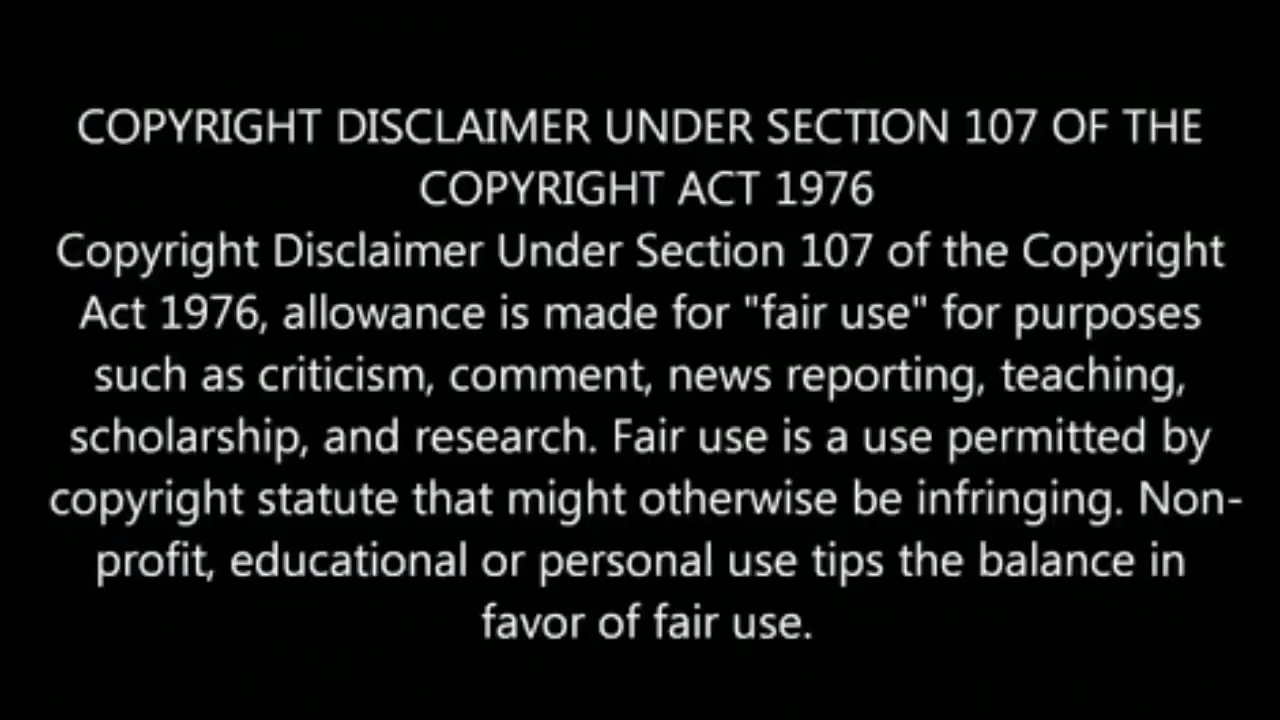 COPYRIGHT DISCLAIMER UNDER SECTION 107 OF THE
COPYRIGHT ACT 1976
Copyright Disclaimer Under Section 107 of the Copyright
Act 1976, allowance is made for "fair use" for purposes
such as criticism, comment, news reporting, teaching,
scholarship, and research. Fair use is a use permitted by
copyright statute that might otherwise be infringing. Non-
profit, educational or personal use tips the balance in
favor of fair use.